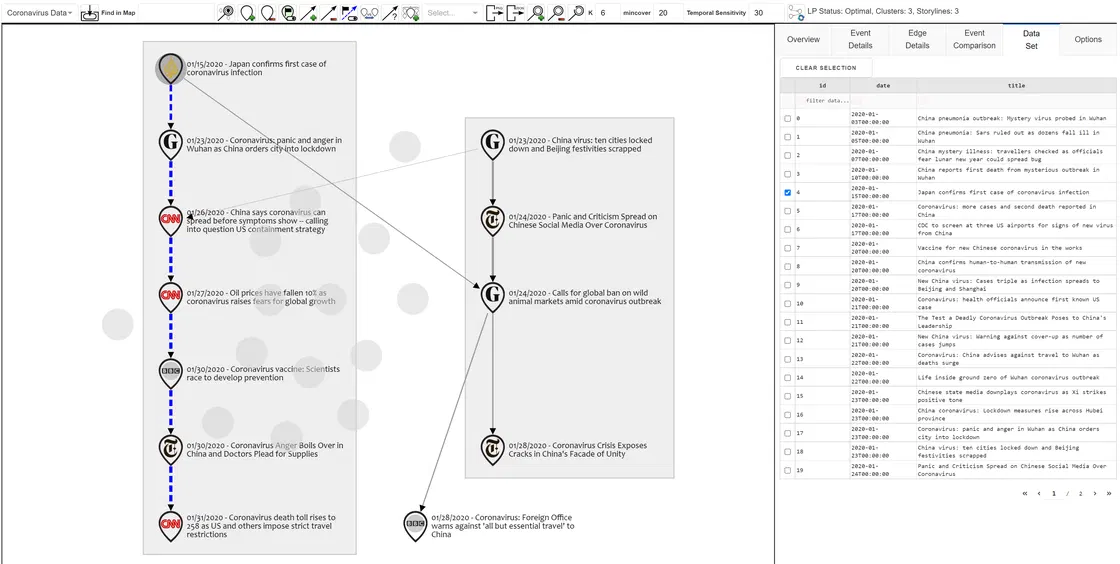 Coronavirus Data
Find in Map
Select...
K 6 mincover 20 Temporal Sensitivity 30
LP Status: Optimal, Clusters: 3, Storylines: 3
01/15/2020 - Japan confirms first case of
coronavirus infection
01/23/2020 - Coronavirus: panic and anger in
Wuhan as China orders city into lockdown
01/26/2020 - China says coronavirus can
spread before symptoms show – calling
into question US containment strategy
01/27/2020 - Oil prices have fallen 10% as
coronavirus raises fears for global growth
01/30/2020 - Coronavirus vaccine: Scientists
race to develop prevention
01/30/2020 - Coronavirus Anger Boils Over in
China and Doctors Plead for Supplies
01/31/2020 - Coronavirus death toll rises to
258 as US and others impose strict travel
restrictions
G
CNN
CNN
BBC
T
CNN
01/23/2020 - China virus: ten cities locked
down and Beijing festivities scrapped
01/24/2020 - Panic and Criticism Spread on
Chinese Social Media Over Coronavirus
01/24/2020 - Calls for global ban on wild
animal markets amid coronavirus outbreak
01/28/2020 - Coronavirus Crisis Exposes
Cracks in China's Facade of Unity
G
T
G
T
BBC
01/28/2020 - Coronavirus: Foreign Office
warns against 'all but essential travel' to
China
Overview
Event
Details
Edge
Details
Event
Comparison
Data
Set
Options
CLEAR SELECTION
id date title
filter data...
0 2020-01-03T00:00:00 China pneumonia outbreak: Mystery virus probed in Wuhan
1 2020-01-05T00:00:00 China pneumonia: Sars ruled out as dozens fall ill in Wuhan
2 2020-01-07T00:00:00 China mystery illness: travellers checked as officials fear lunar new year could spread bug
3 2020-01-10T00:00:00 China reports first death from mysterious outbreak in Wuhan
4 2020-01-15T00:00:00 Japan confirms first case of coronavirus infection
5 2020-01-17T00:00:00 Coronavirus: more cases and second death reported in China
6 2020-01-17T00:00:00 CDC to screen at three US airports for signs of new virus from China
7 2020-01-20T00:00:00 Vaccine for new Chinese coronavirus in the works
8 2020-01-20T00:00:00 China confirms human-to-human transmission of new coronavirus
9 2020-01-20T00:00:00 New China virus: Cases triple as infection spreads to Beijing and Shanghai
10 2020-01-21T00:00:00 Coronavirus: health officials announce first known US case
11 2020-01-21T00:00:00 The Test a Deadly Coronavirus Outbreak Poses to China's Leadership
12 2020-01-21T00:00:00 New China virus: Warning against cover-up as number of cases jumps
13 2020-01-22T00:00:00 Coronavirus: China advises against travel to Wuhan as deaths surge
14 2020-01-22T00:00:00 Life inside ground zero of Wuhan coronavirus outbreak
15 2020-01-23T00:00:00 Chinese state media downplays coronavirus as Xi strikes positive tone
16 2020-01-23T00:00:00 China coronavirus: Lockdown measures rise across Hubei province
17 2020-01-23T00:00:00 Coronavirus: panic and anger in Wuhan as China orders city into lockdown
18 2020-01-23T00:00:00 China virus: ten cities locked down and Beijing festivities scrapped
19 2020-01-24T00:00:00 Panic and Criticism Spread on Chinese Social Media Over Coronavirus
« ‹ 1 / 2 › »